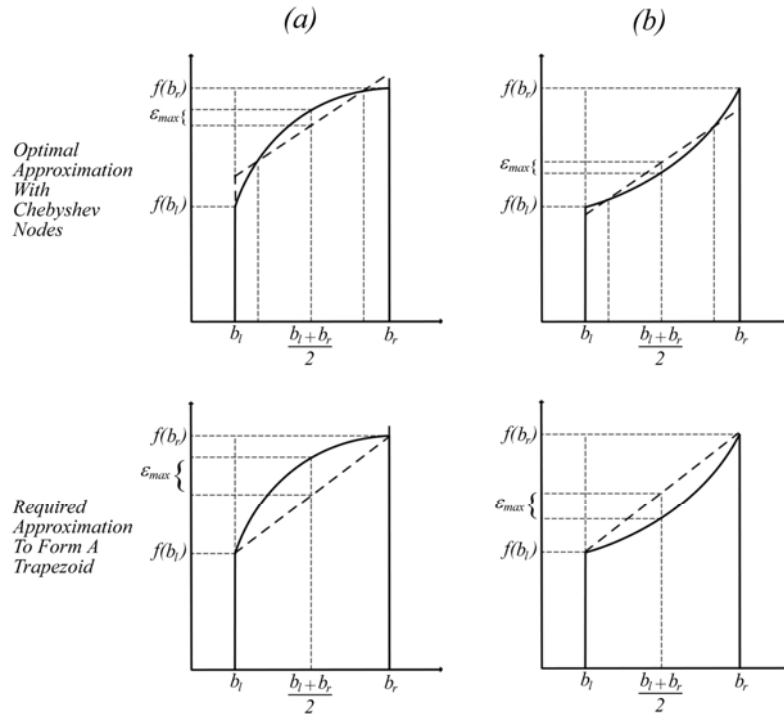 (a)
(b)
f(b_r)
ε_max{
f(b_l)
b_l
b_l + b_r
2
b_r
f(b_r)
ε_max{
f(b_l)
b_l
b_l + b_r
2
b_r
Optimal
Approximation
With
Chebyshev
Nodes
f(b_r)
ε_max{
f(b_l)
b_l
b_l + b_r
2
b_r
f(b_r)
ε_max{
f(b_l)
b_l
b_l + b_r
2
b_r
Required
Approximation
To Form A
Trapezoid